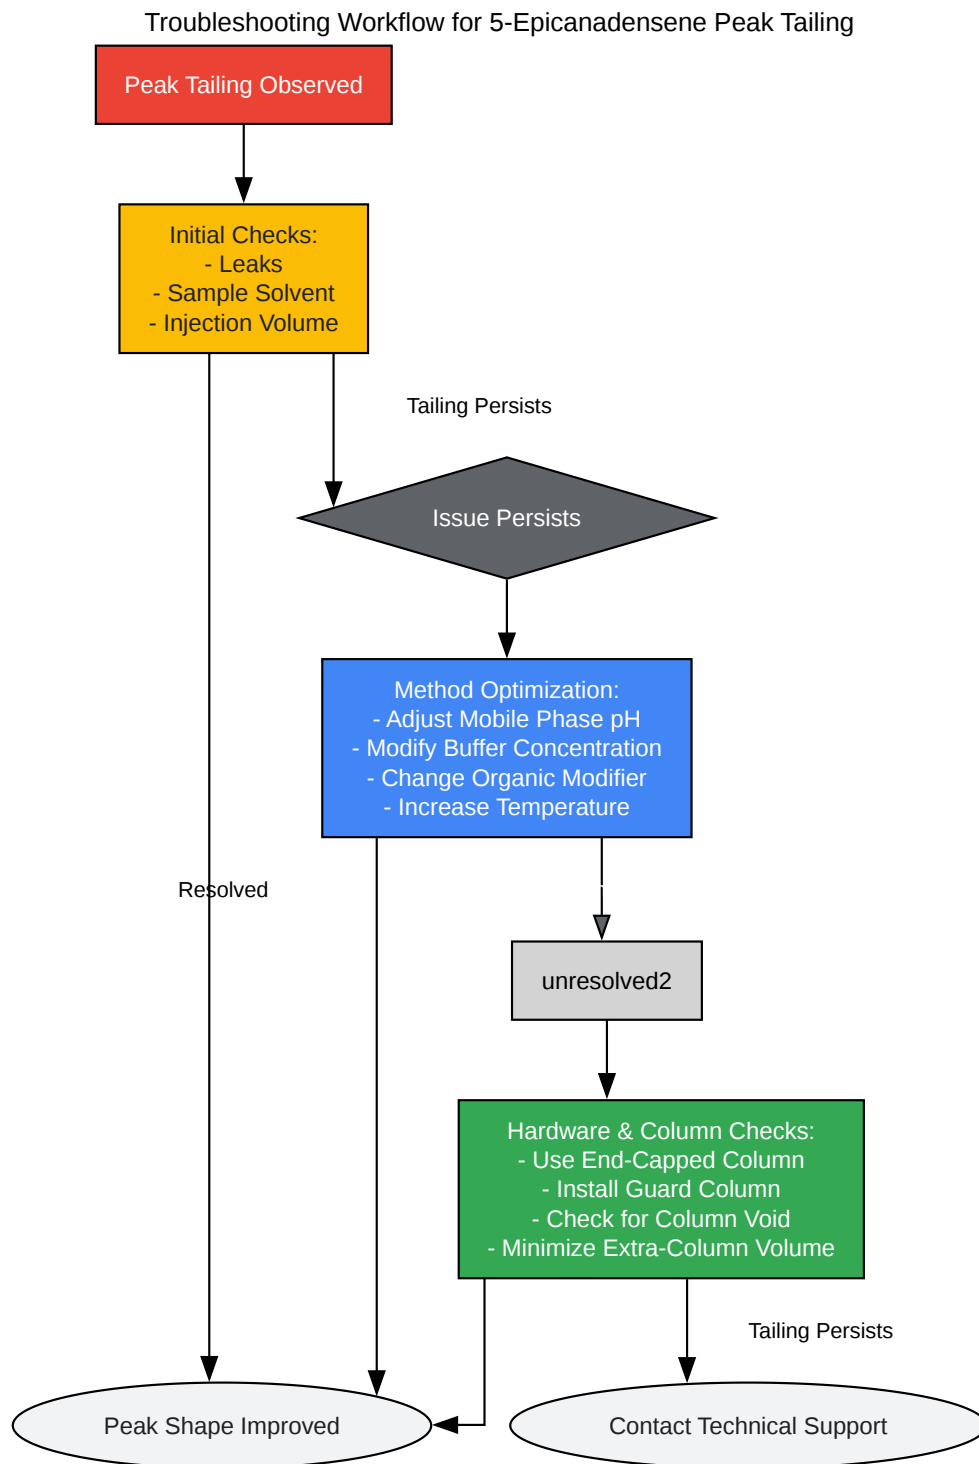 Troubleshooting Workflow for 5-Epicanadensene Peak Tailing
Peak Tailing Observed
Initial Checks:
- Leaks
- Sample Solvent
- Injection Volume
Tailing Persists
Issue Persists
Method Optimization:
- Adjust Mobile Phase pH
- Modify Buffer Concentration
- Change Organic Modifier
- Increase Temperature
Resolved
unresolved2
Hardware & Column Checks:
- Use End-Capped Column
- Install Guard Column
- Check for Column Void
- Minimize Extra-Column Volume
Tailing Persists
Peak Shape Improved
Contact Technical Support